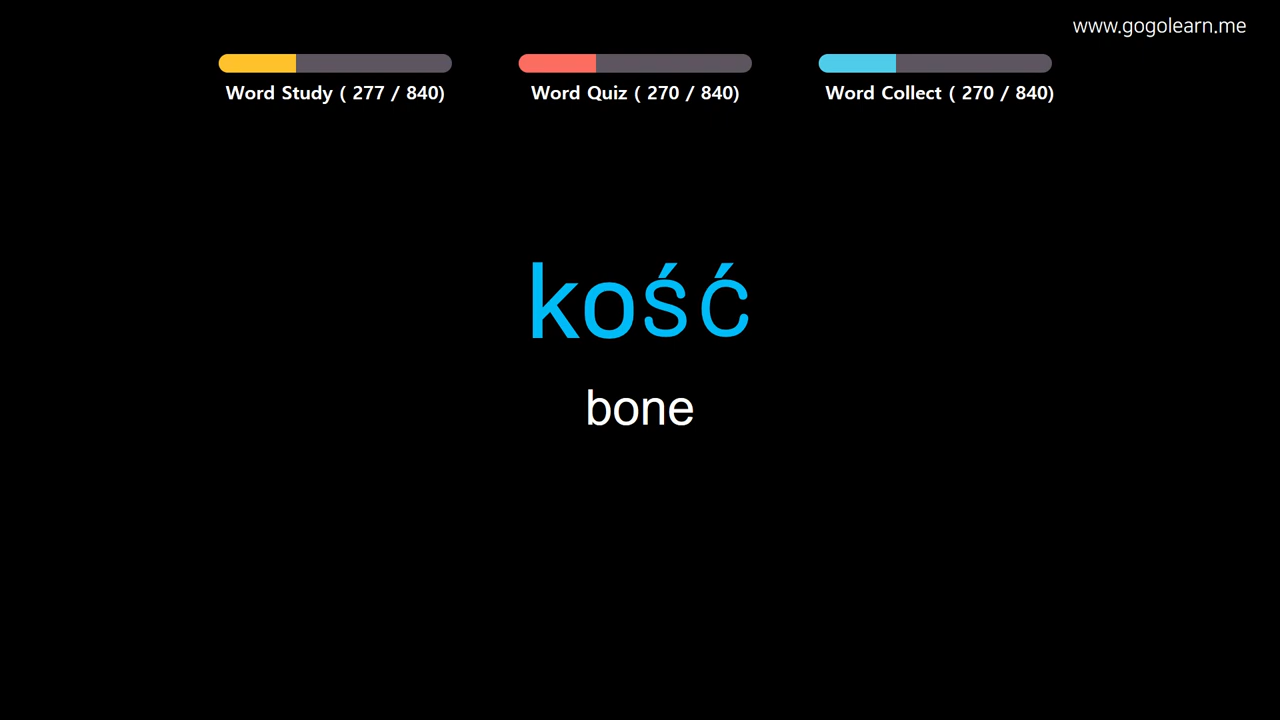 www.gogolearn.me
Word Study ( 277 / 840)
Word Quiz ( 270 / 840)
Word Collect ( 270 / 840)
kość
bone